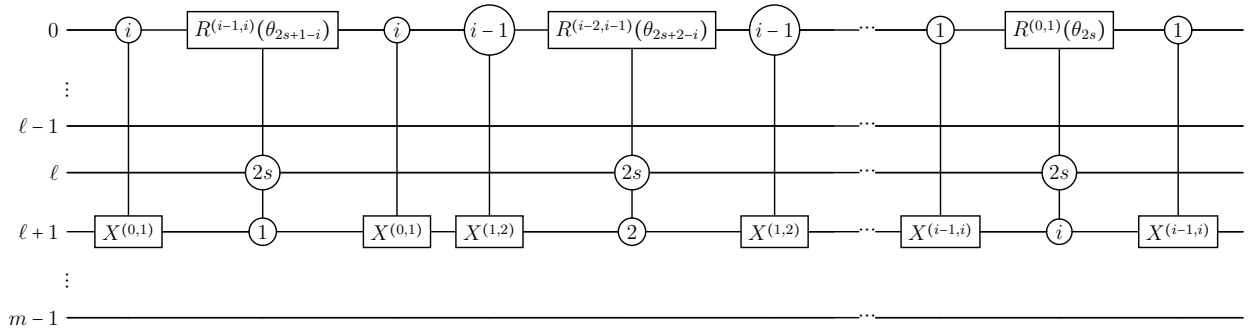 0 i R^{(i−1,i)}(θ_{2s+1−i}) i i − 1 R^{(i−2,i−1)}(θ_{2s+2−i}) i − 1 ... 1 R^{(0,1)}(θ_{2s}) 1
⋮
ℓ − 1 ...
ℓ 2s 2s ... 2s
ℓ + 1 X^{(0,1)} 1 X^{(0,1)} X^{(1,2)} 2 X^{(1,2)} ... X^{(i−1,i)} i X^{(i−1,i)}
⋮
m − 1 ...